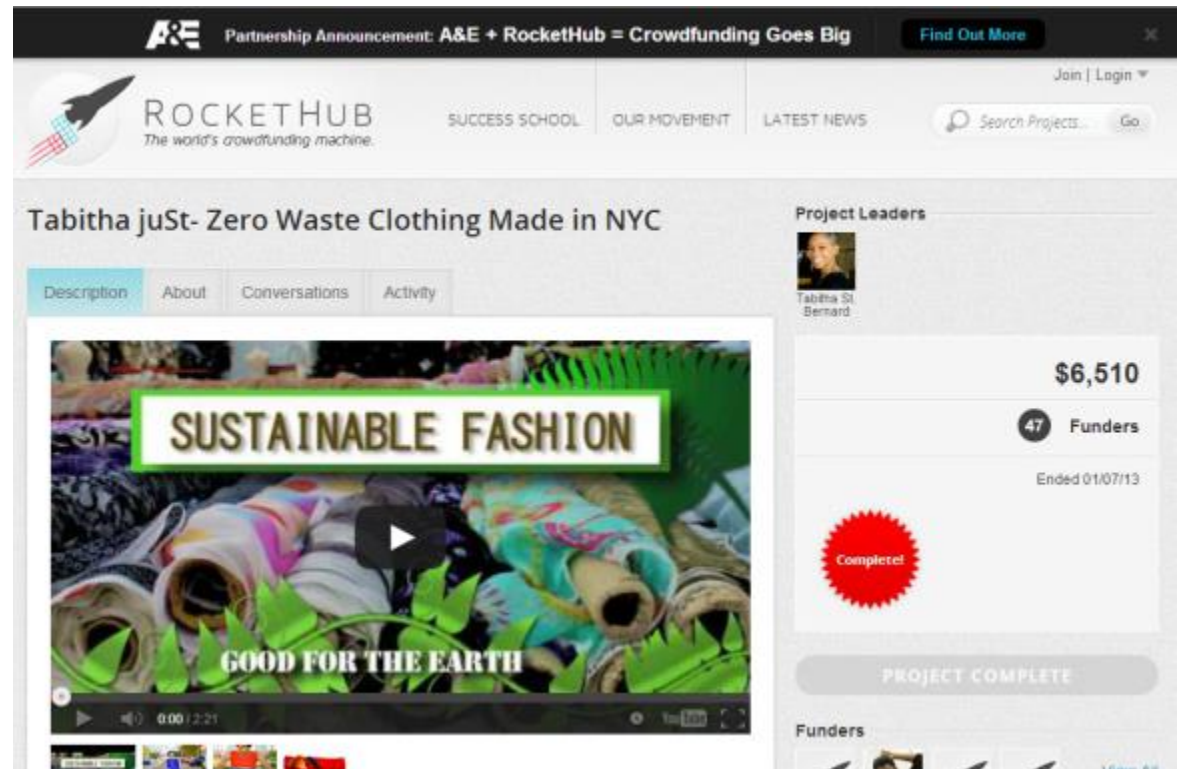 A&E Partnership Announcement: A&E + RocketHub = Crowdfunding Goes Big Find Out More
Join | Login
ROCKETHUB
The world's crowdfunding machine.
SUCCESS SCHOOL OUR MOVEMENT LATEST NEWS
Search Projects... Go
Tabitha juSt- Zero Waste Clothing Made in NYC
Description About Conversations Activity
SUSTAINABLE FASHION
GOOD FOR THE EARTH
0:00 / 2:21 YouTube
Project Leaders
Tabitha St.
Bernard
$6,510
47 Funders
Ended 01/07/13
Complete!
PROJECT COMPLETE
Funders
View All